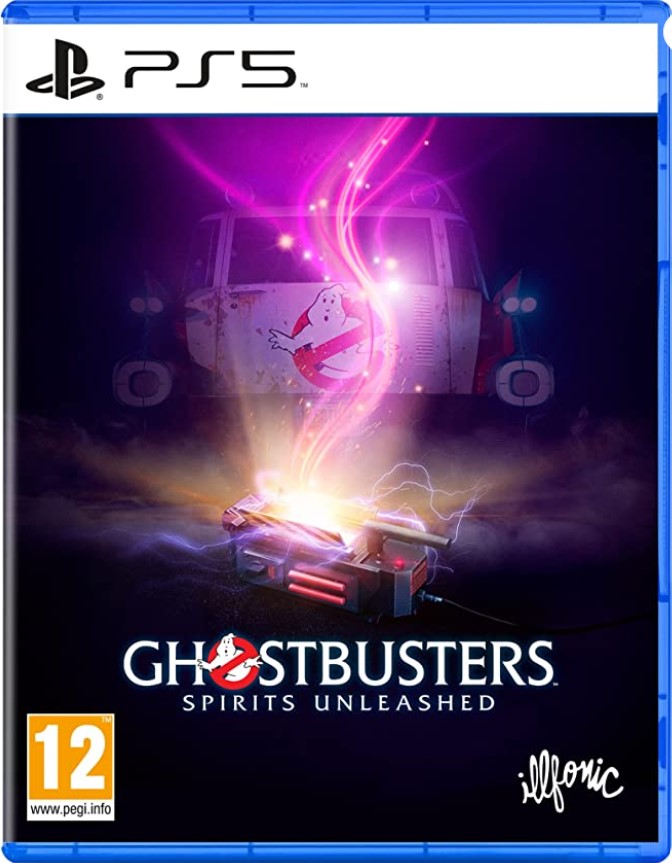 PS5
GHOSTBUSTERS
SPIRITS UNLEASHED
12
www.pegi.info
illfonic